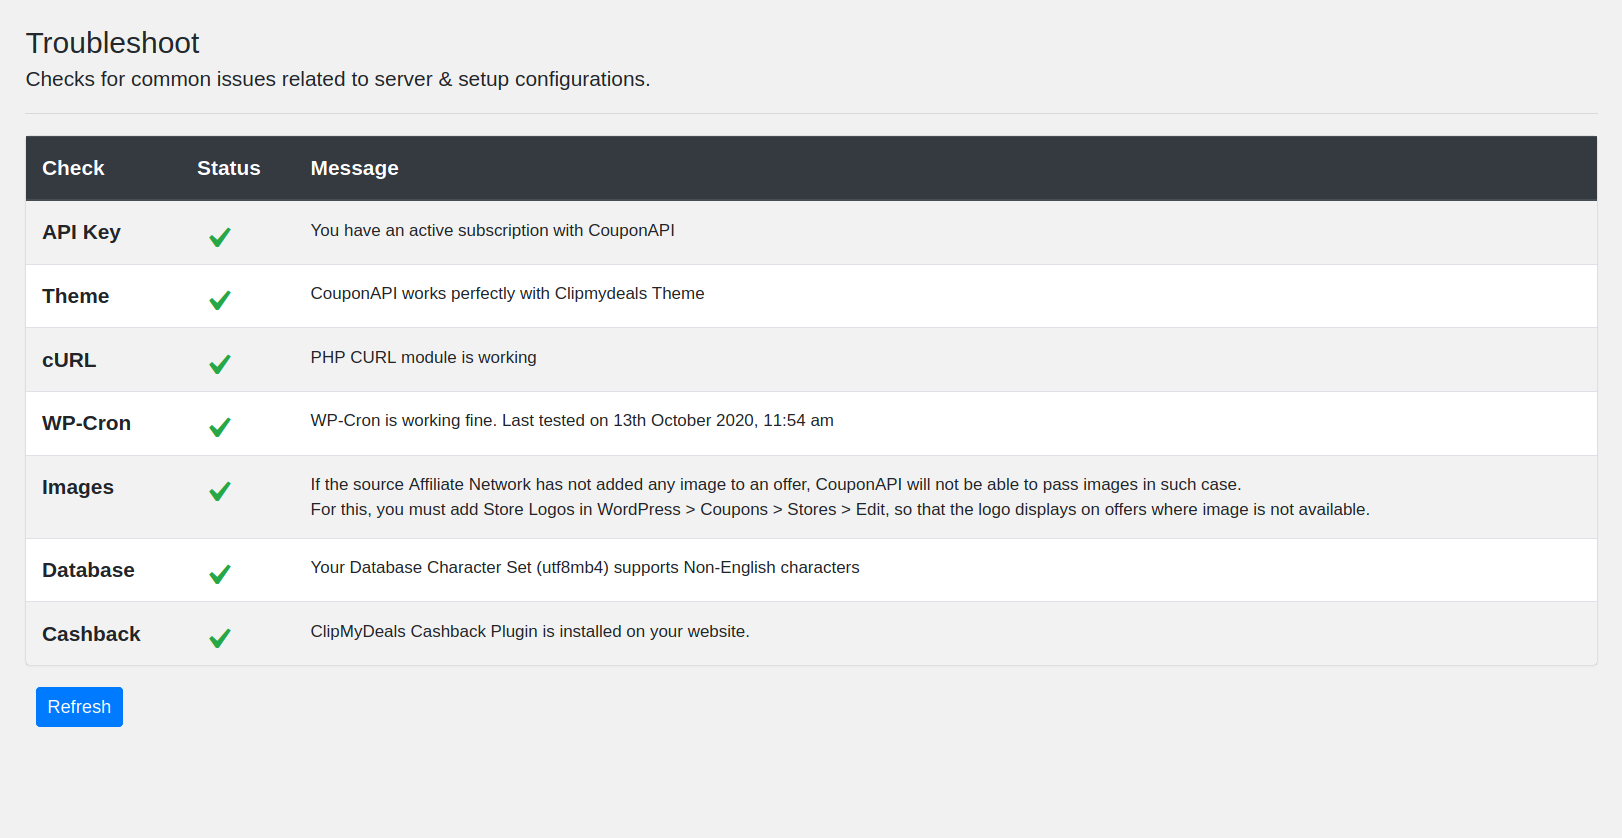 Troubleshoot
Checks for common issues related to server & setup configurations.
Check Status Message
API Key You have an active subscription with CouponAPI
Theme CouponAPI works perfectly with Clipmydeals Theme
cURL PHP CURL module is working
WP-Cron WP-Cron is working fine. Last tested on 13th October 2020, 11:54 am
Images If the source Affiliate Network has not added any image to an offer, CouponAPI will not be able to pass images in such case.
For this, you must add Store Logos in WordPress > Coupons > Stores > Edit, so that the logo displays on offers where image is not available.
Database Your Database Character Set (utf8mb4) supports Non-English characters
Cashback ClipMyDeals Cashback Plugin is installed on your website.
Refresh